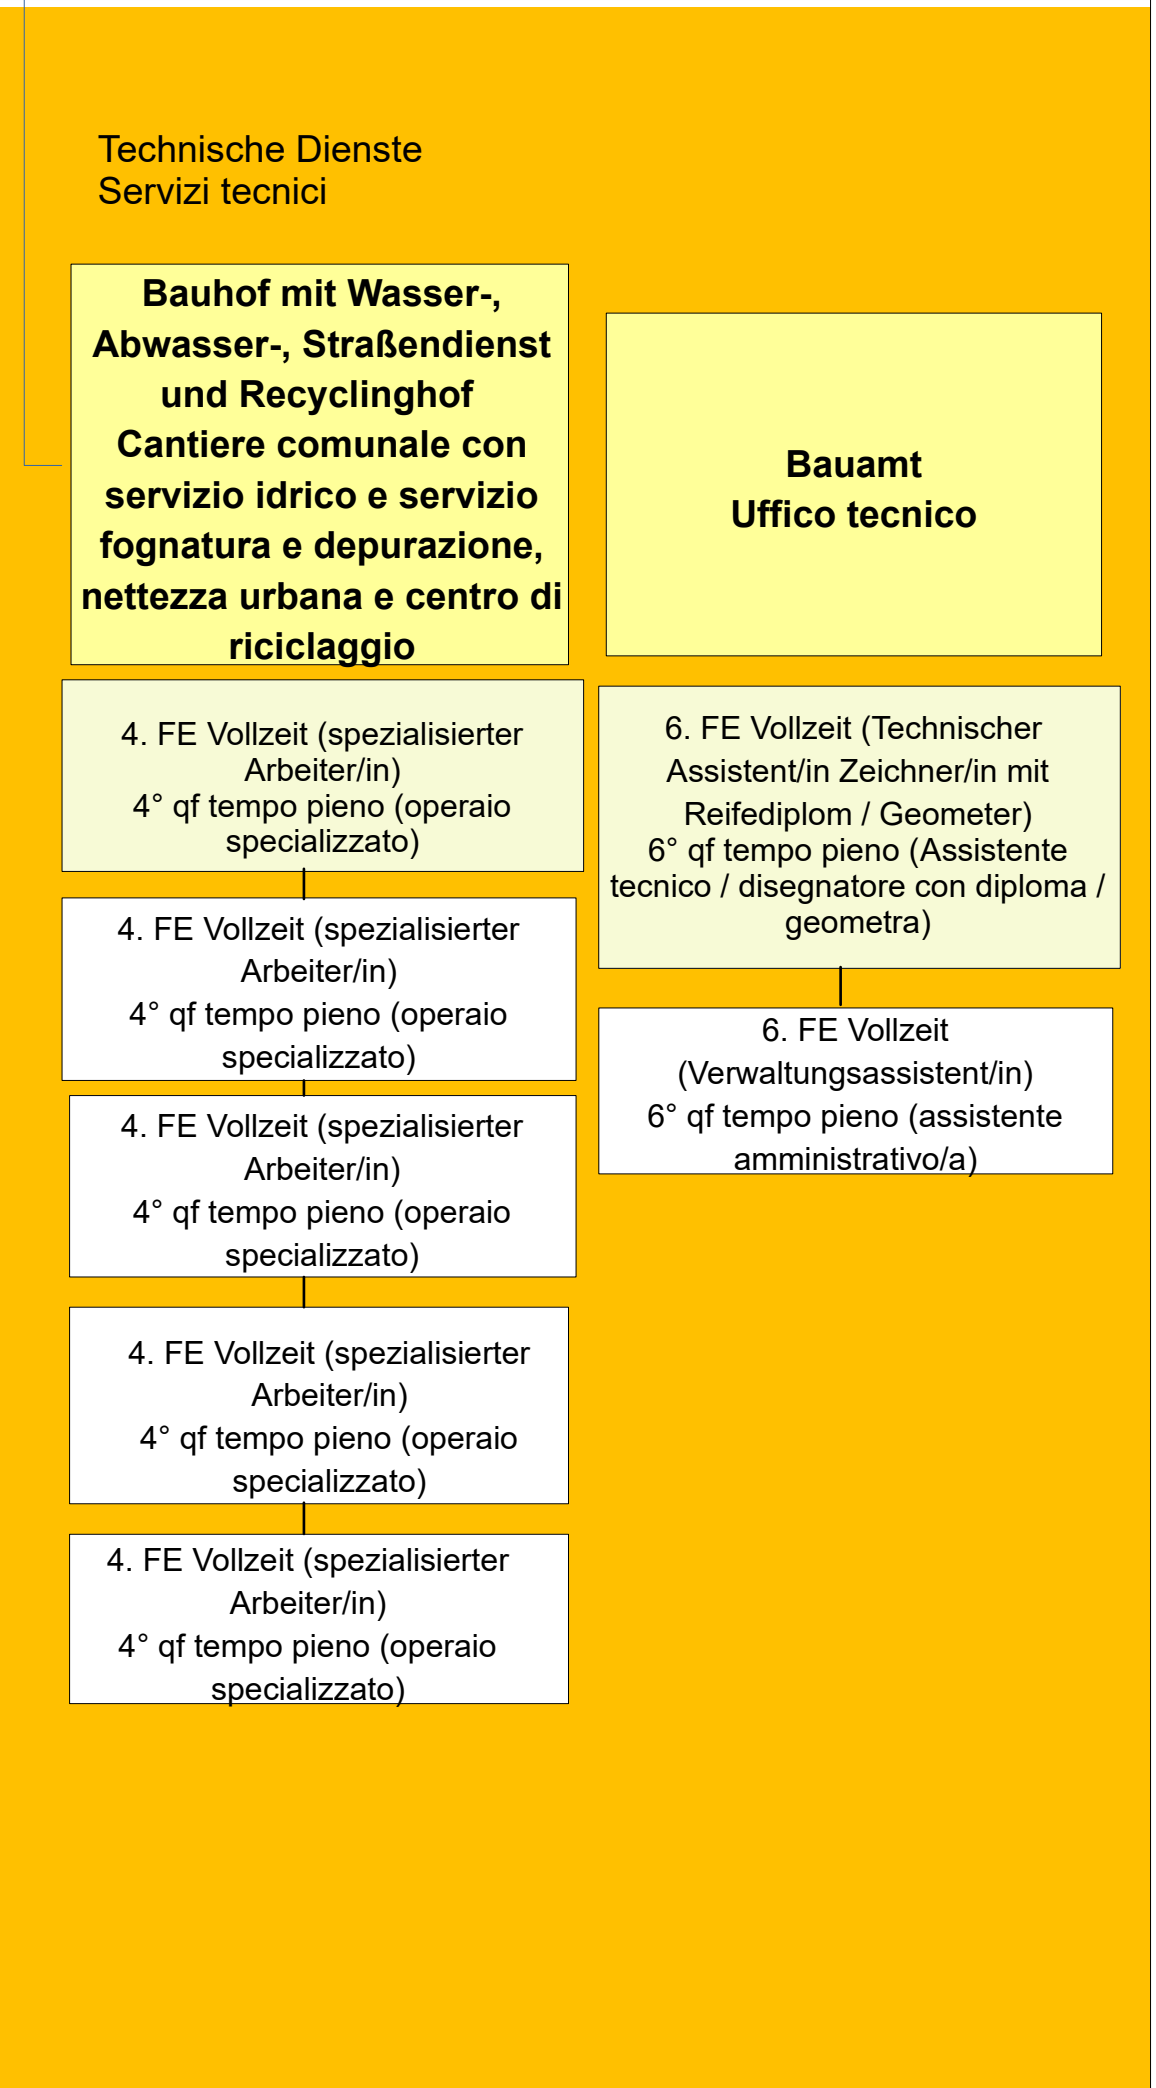 Technische Dienste
Servizi tecnici
Bauhof mit Wasser-,
Abwasser-, Straßendienst
und Recyclinghof
Cantiere comunale con
servizio idrico e servizio
fognatura e depurazione,
nettezza urbana e centro di
riciclaggio
4. FE Vollzeit (spezialisierter
Arbeiter/in)
4° qf tempo pieno (operaio
specializzato)
4. FE Vollzeit (spezialisierter
Arbeiter/in)
4° qf tempo pieno (operaio
specializzato)
4. FE Vollzeit (spezialisierter
Arbeiter/in)
4° qf tempo pieno (operaio
specializzato)
4. FE Vollzeit (spezialisierter
Arbeiter/in)
4° qf tempo pieno (operaio
specializzato)
4. FE Vollzeit (spezialisierter
Arbeiter/in)
4° qf tempo pieno (operaio
specializzato)
Bauamt
Uffico tecnico
6. FE Vollzeit (Technischer
Assistent/in Zeichner/in mit
Reifediplom / Geometer)
6° qf tempo pieno (Assistente
tecnico / disegnatore con diploma /
geometra)
6. FE Vollzeit
(Verwaltungsassistent/in)
6° qf tempo pieno (assistente
amministrativo/a)